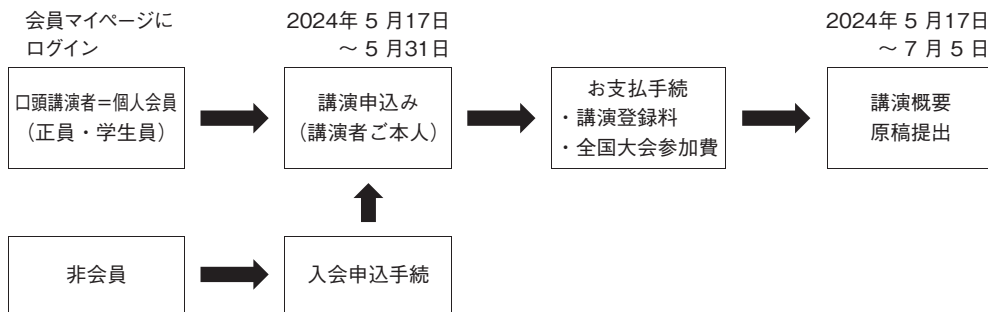 会員マイページに
ログイン
2024年 5 月17日
～ 5 月31日
2024年 5 月17日
～ 7 月 5 日
口頭講演者＝個人会員
（正員・学生員）
講演申込み
（講演者ご本人）
お支払手続
・講演登録料
・全国大会参加費
講演概要
原稿提出
非会員
入会申込手続